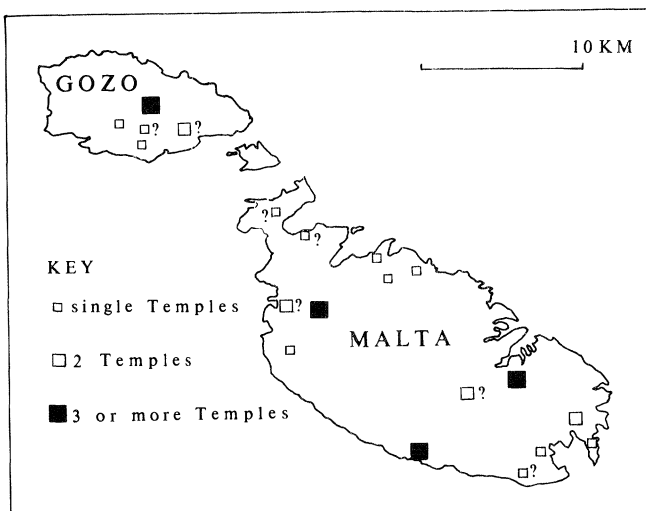 10 KM
GOZO
?
?
?
?
KEY
single Temples
?
MALTA
2 Temples
?
3 or more Temples
?